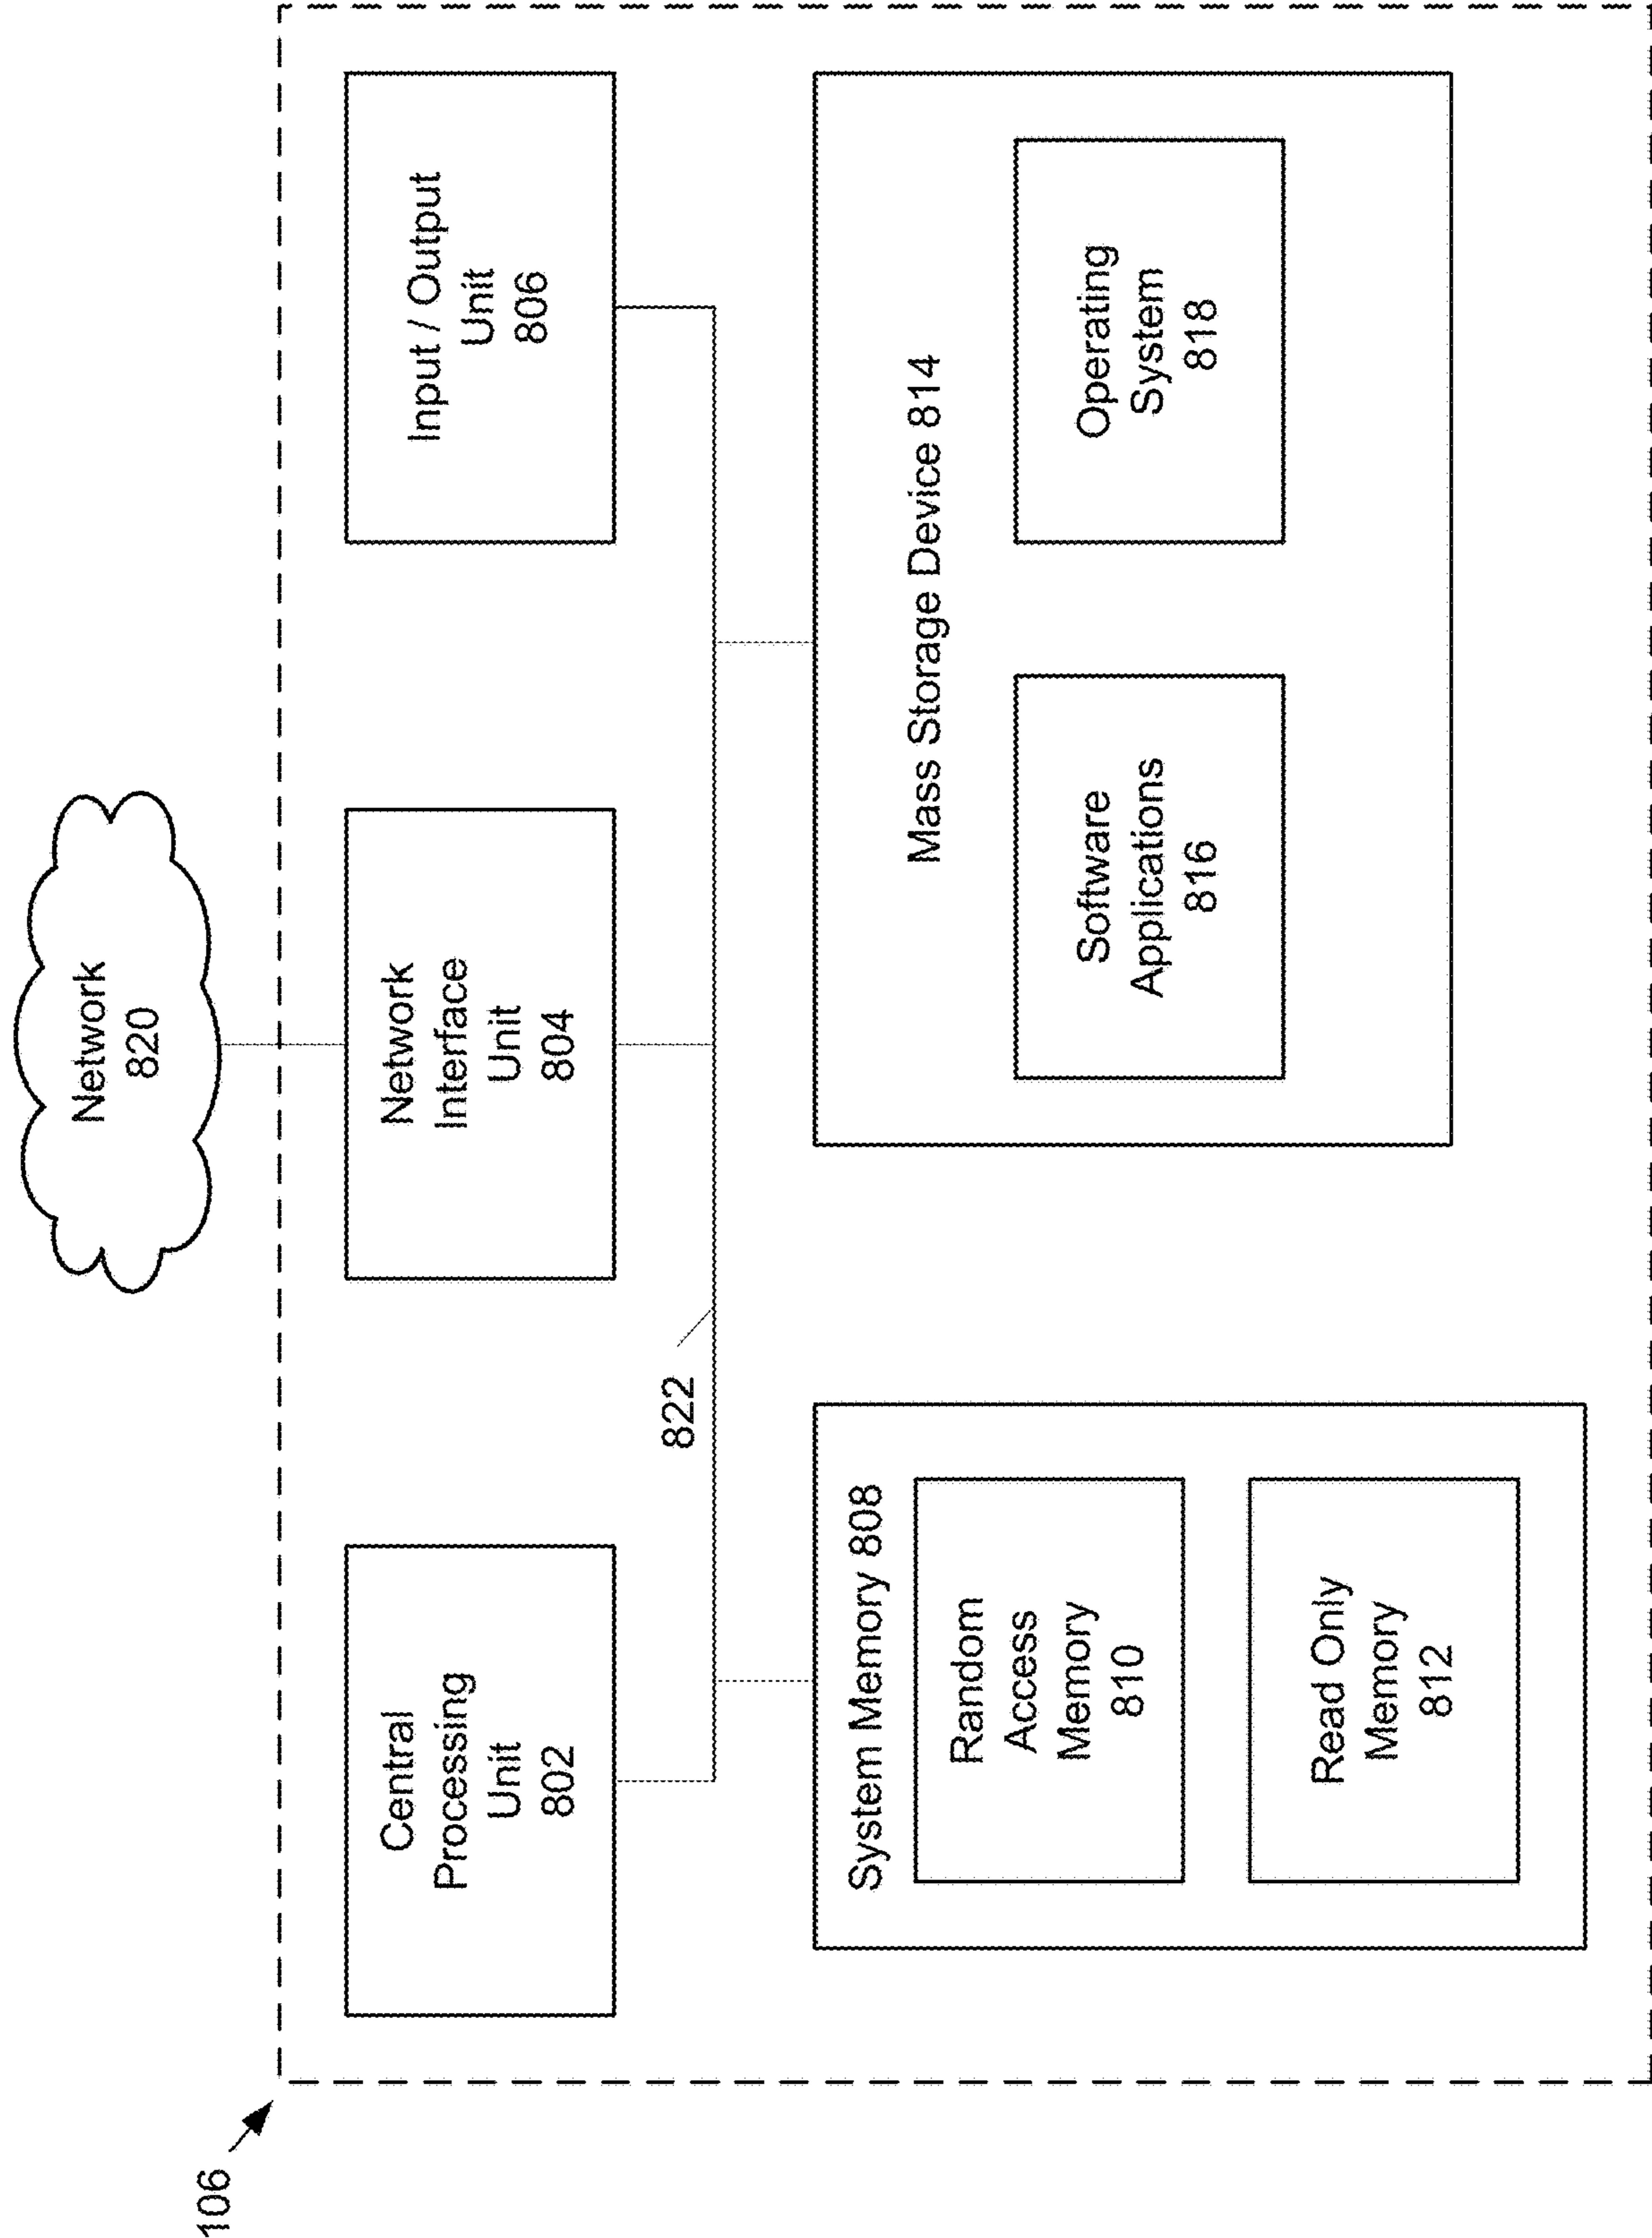 106
Network
820
Central
Processing
Unit
802
Network
Interface
Unit
804
Input / Output
Unit
806
822
System Memory 808
Random
Access
Memory
810
Read Only
Memory
812
Mass Storage Device 814
Software
Applications
816
Operating
System
818